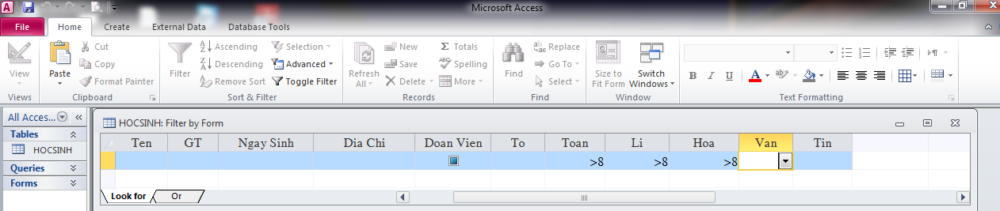 A Microsoft Access
File Home Create External Data Database Tools
View Paste Cut Copy Format Painter Filter Ascending Descending Remove Sort Selection Advanced Toggle Filter Refresh All New Save Delete Totals Spelling More Find Replace Go To Select Size to Fit Form Switch Windows B I U A ab
Views Clipboard Sort & Filter Records Find Window Text Formatting
All Acces... «
Tables
HOCSINH
Queries
Forms
HOCSINH: Filter by Form
Ten GT Ngay Sinh Dia Chi Doan Vien To Toan Li Hoa Van Tin
>8 >8 >8
Look for Or